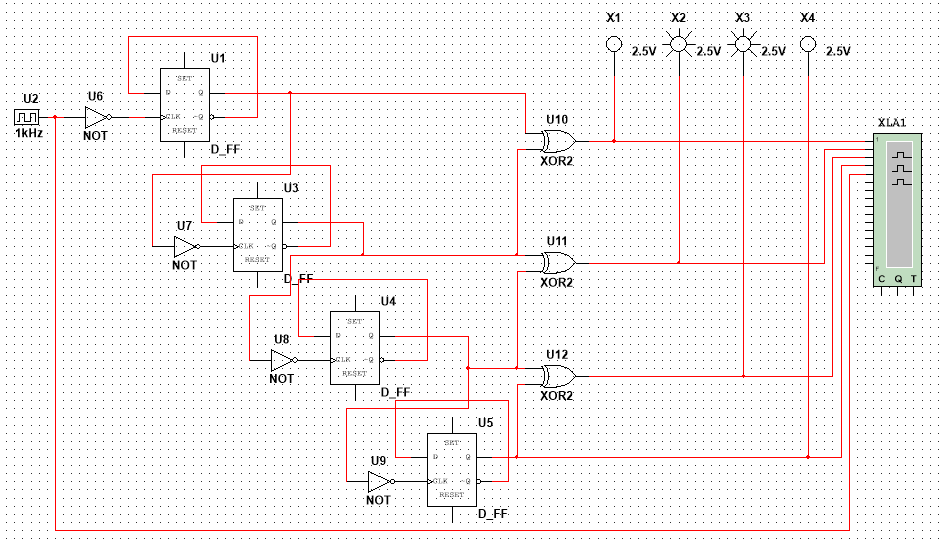 X1 X2 X3 X4
2.5V 2.5V 2.5V 2.5V
U1
SET
D Q
CLK ~Q
RESET
D_FF
U2
1kHz
U6
NOT
U10
XOR2
XLA1
1
F
C Q T
U3
SET
D Q
CLK ~Q
RESET
D_FF
U7
NOT
U11
XOR2
U4
SET
D Q
CLK ~Q
RESET
D_FF
U8
NOT
U12
XOR2
U5
SET
D Q
CLK ~Q
RESET
D_FF
U9
NOT